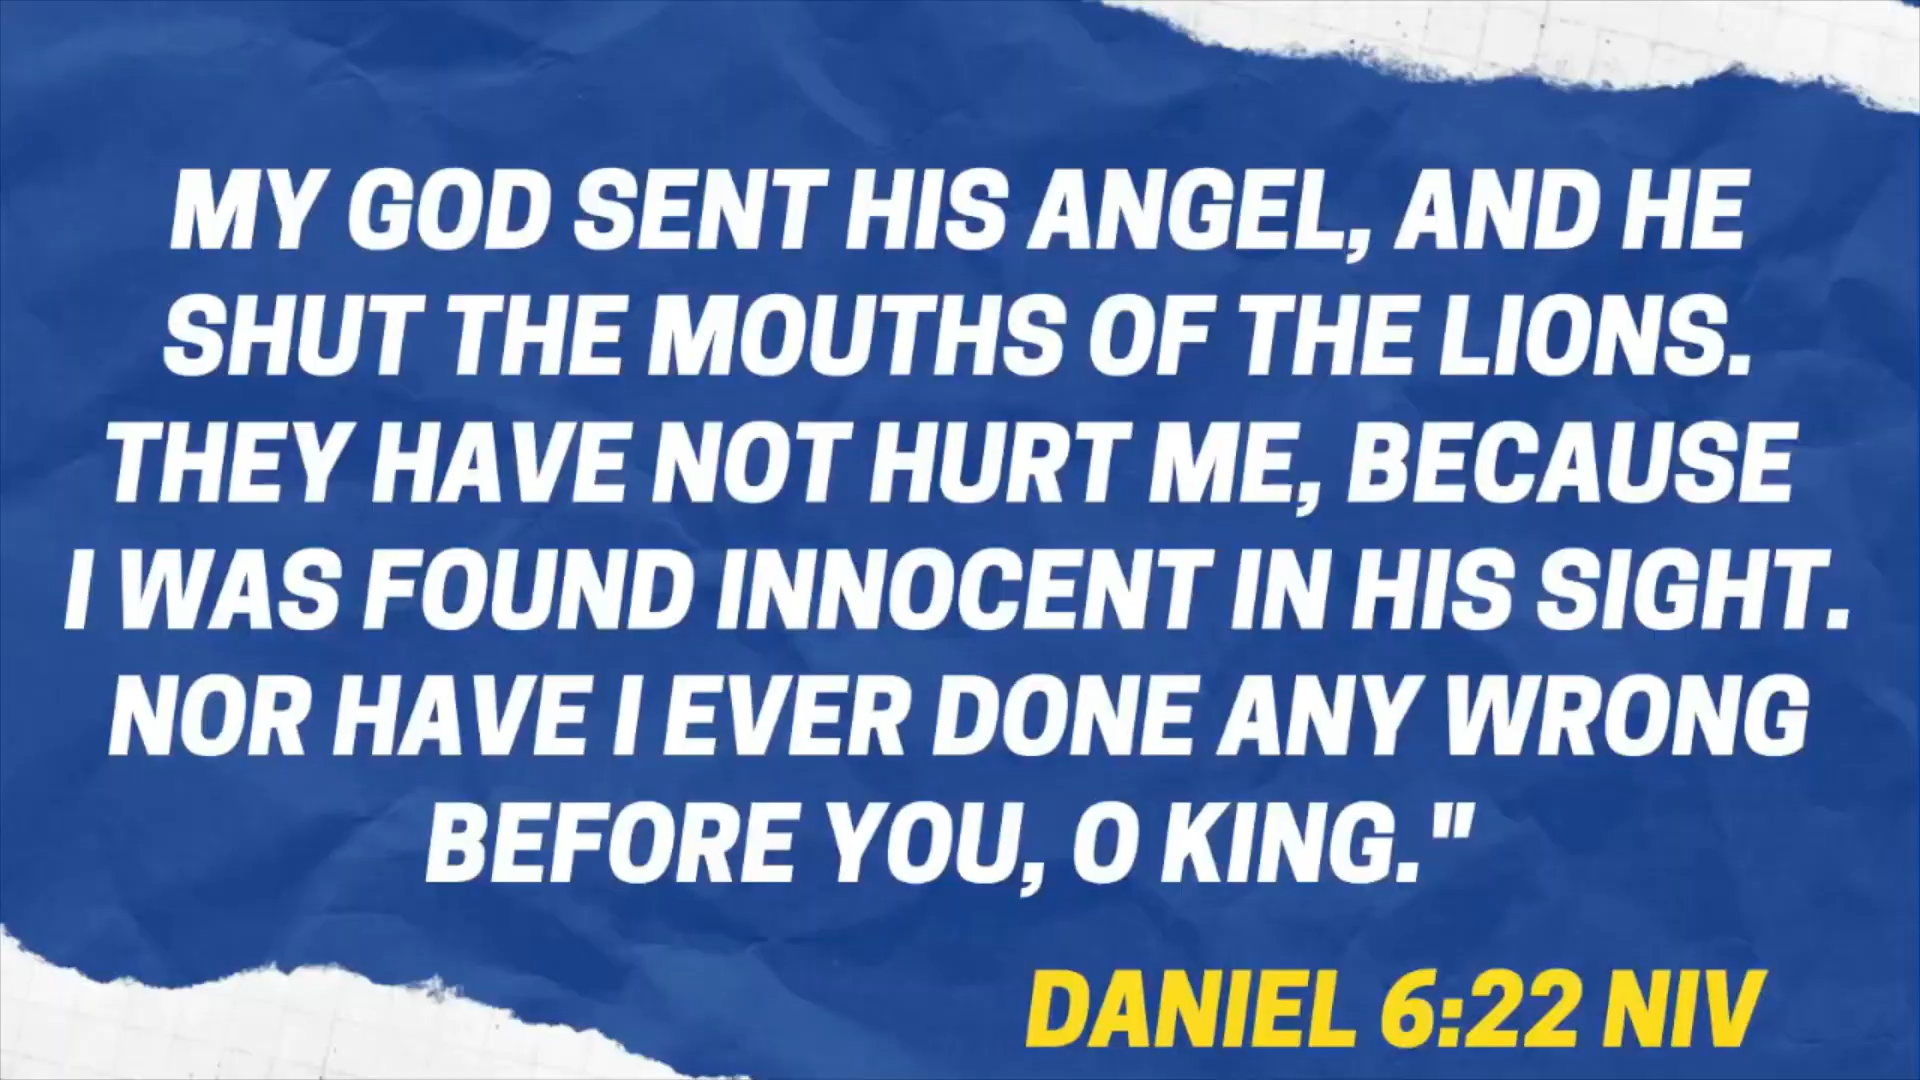 MY GOD SENT HIS ANGEL, AND HE
SHUT THE MOUTHS OF THE LIONS.
THEY HAVE NOT HURT ME, BECAUSE
I WAS FOUND INNOCENT IN HIS SIGHT.
NOR HAVE I EVER DONE ANY WRONG
BEFORE YOU, O KING."
DANIEL 6:22 NIV